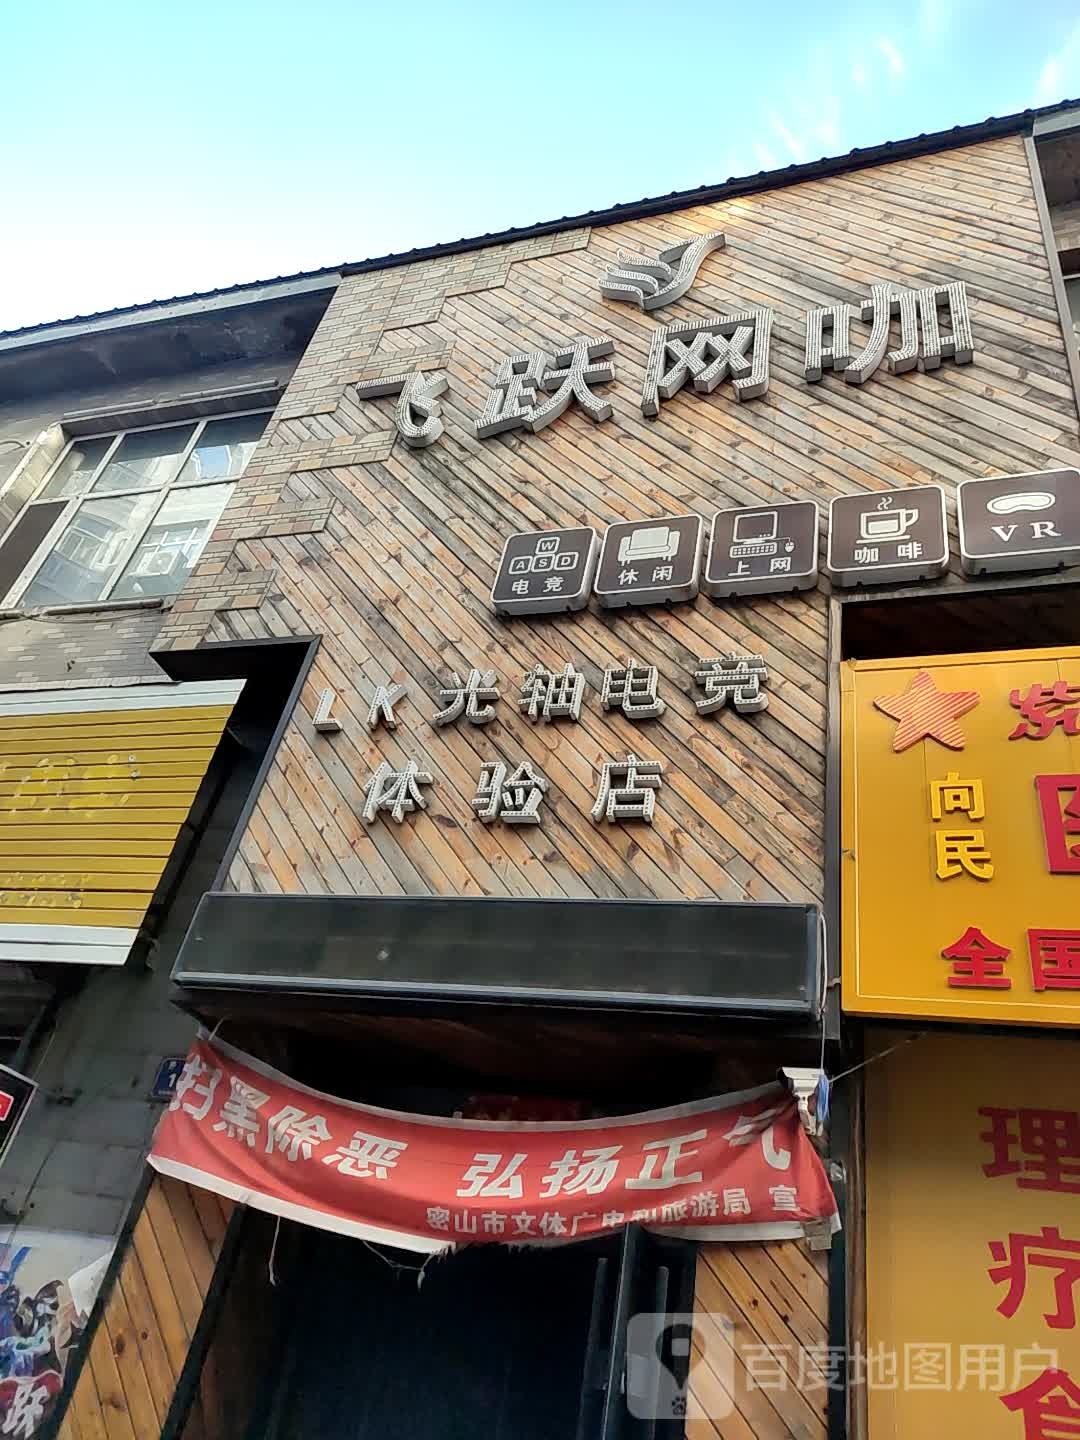 飞跃网咖
W
A S D
电竞
休闲
上网
咖啡
VR
LK光轴电竞
体验店
向民
全国
扫黑除恶 弘扬正气
密山市文体广电和旅游局 宣
理疗
百度地图用户